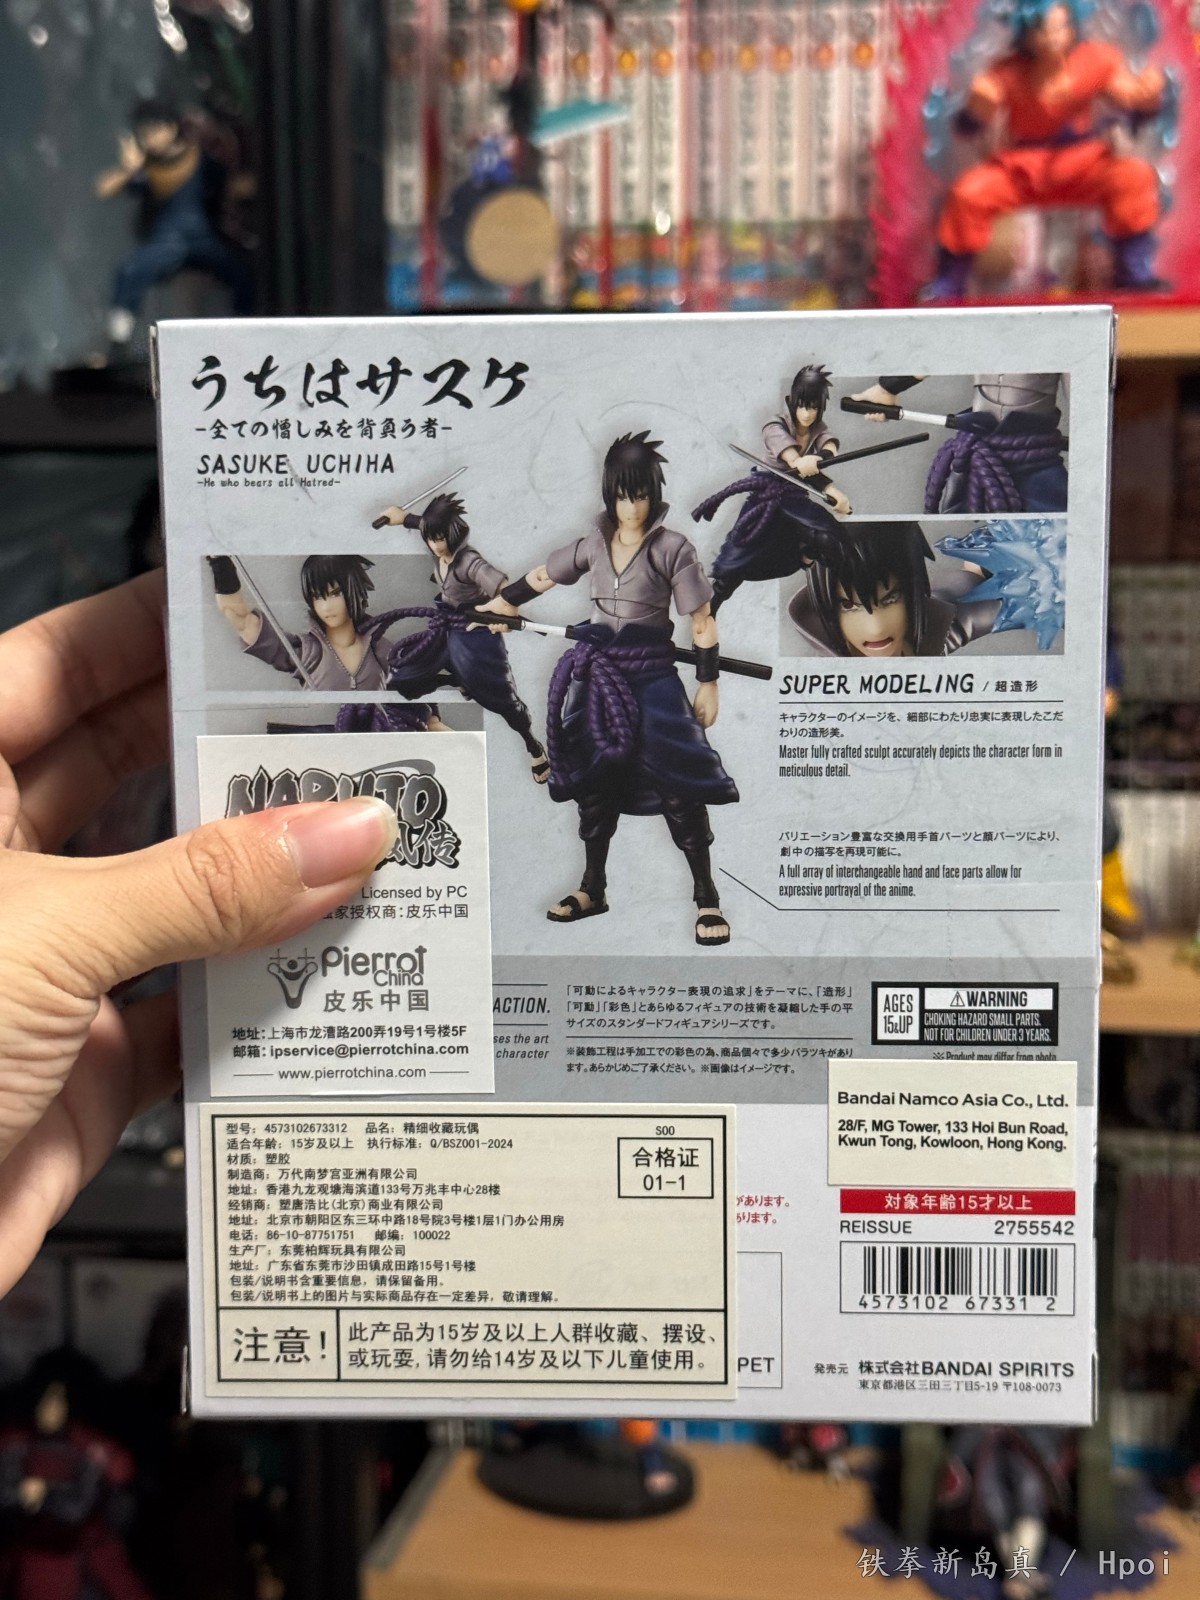 うちはサスケ
-全ての憎しみを背負う者-
SASUKE UCHIHA
-He who bears all Hatred-
SUPER MODELING / 超造形
キャラクターのイメージを、細部にわたり忠実に表現したこだ
わりの造形美。
Master fully crafted sculpt accurately depicts the character form in
meticulous detail.
バリエーション豊富な交換用手首パーツと顔パーツにより、
劇中の描写を再現可能に。
A full array of interchangeable hand and face parts allow for
expressive portrayal of the anime.
NARUTO
传
Licensed by PC
家授权商：皮乐中国
Pierrot
China
皮乐中国
地址：上海市龙漕路200弄19号1号楼5F
邮箱：ipservice@pierrotchina.com
www.pierrotchina.com
ACTION.
ses the art
character
「可動によるキャラクター表現の追求」をテーマに、「造形」
「可動」「彩色」とあらゆるフィギュアの技術を凝縮した手の平
サイズのスタンダードフィギュアシリーズです。
※装飾工程は手加工での彩色の為、商品個々で多少バラツキがあり
ます。あらかじめご了承ください。 ※画像はイメージです。
AGES
15&UP
⚠WARNING
CHOKING HAZARD SMALL PARTS.
NOT FOR CHILDREN UNDER 3 YEARS.
※Product may differ from photo
Bandai Namco Asia Co., Ltd.
28/F, MG Tower, 133 Hoi Bun Road,
Kwun Tong, Kowloon, Hong Kong.
型号：4573102673312 品名：精细收藏玩偶
适合年龄：15岁及以上 执行标准：Q/BSZ001-2024
材质：塑胶
制造商：万代南梦宫亚洲有限公司
地址：香港九龙观塘海滨道133号万兆丰中心28楼
经销商：塑唐浩比(北京)商业有限公司
地址：北京市朝阳区东三环中路18号院3号楼1层1门办公用房
电话：86-10-87751751 邮编：100022
生产厂：东莞柏辉玩具有限公司
地址：广东省东莞市沙田镇成田路15号1号楼
包装/说明书含重要信息，请保留备用。
包装/说明书上的图片与实际商品存在一定差异，敬请理解。
S00
合格证
01-1
注意！
此产品为15岁及以上人群收藏、摆设、
或玩耍，请勿给14岁及以下儿童使用。
があります。
あります。
PET
対象年齢15才以上
REISSUE 2755542
4573102 67331 2
発売元 株式会社BANDAI SPIRITS
東京都港区三田三丁目5-19 〒108-0073
铁拳新岛真 / Hpoi